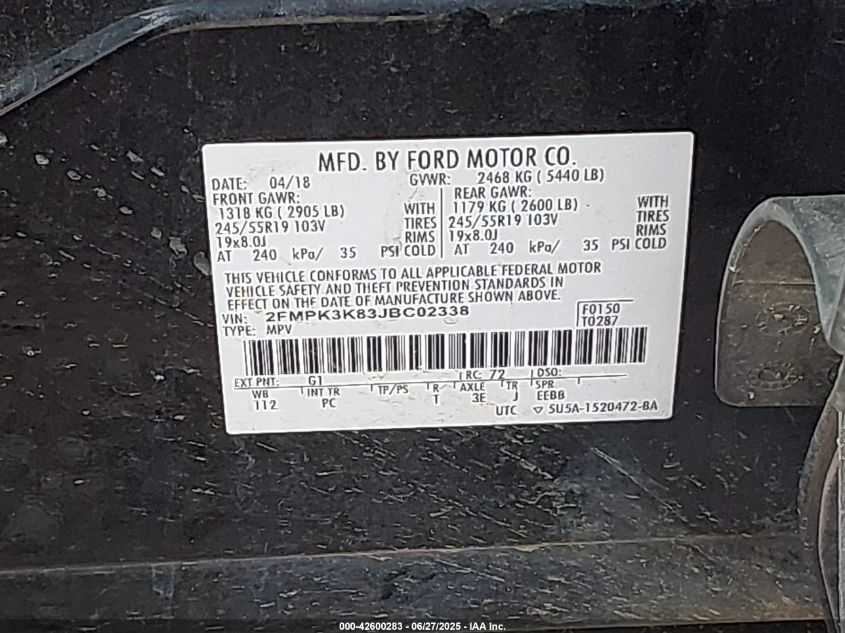 MFD. BY FORD MOTOR CO.
DATE: 04/18 GVWR: 2468 KG ( 5440 LB)
FRONT GAWR: REAR GAWR:
1318 KG ( 2905 LB) WITH 1179 KG ( 2600 LB) WITH
245/55R19 103V TIRES 245/55R19 103V TIRES
19x8.0J RIMS 19x8.0J RIMS
AT 240 kPa/ 35 PSI COLD AT 240 kPa/ 35 PSI COLD
THIS VEHICLE CONFORMS TO ALL APPLICABLE FEDERAL MOTOR
VEHICLE SAFETY AND THEFT PREVENTION STANDARDS IN
EFFECT ON THE DATE OF MANUFACTURE SHOWN ABOVE.
VIN: 2FMPK3K83JBC02338 F0150
TYPE: MPV T0287
EXT PNT: G1 RC: 72 DSO:
WB INT TR TP/PS R AXLE TR SPR
112 PC T 3E J EEBB
UTC ▽ SU5A-1520472-BA
000-42600283 - 06/27/2025 - IAA Inc.